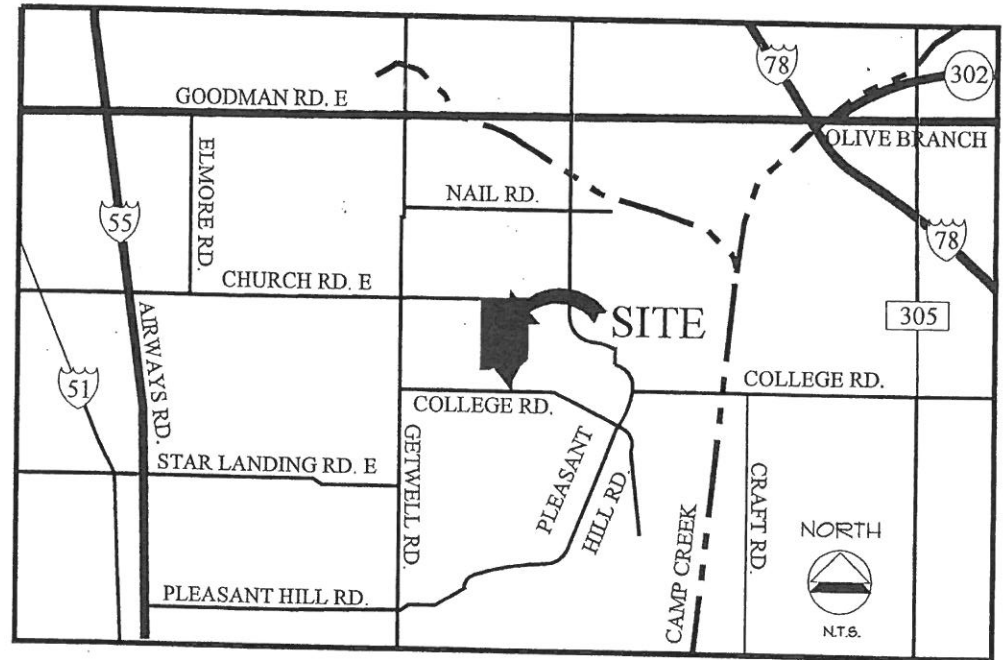 78
302
GOODMAN RD. E
OLIVE BRANCH
ELMORE RD.
NAIL RD.
55
78
CHURCH RD. E
SITE
305
AIRWAYS RD.
51
COLLEGE RD.
COLLEGE RD.
GETWELL RD.
STAR LANDING RD. E
PLEASANT
HILL RD.
CRAFT RD.
NORTH
CAMP CREEK
PLEASANT HILL RD.
N.T.S.